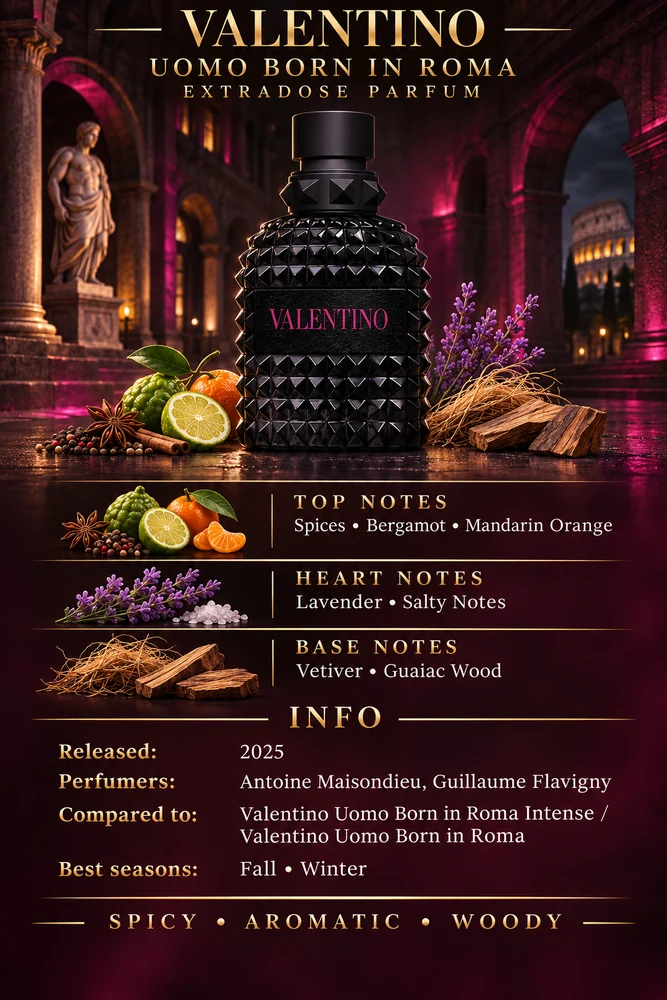 VALENTINO
UOMO BORN IN ROMA
EXTRADOSE PARFUM
VALENTINO
TOP NOTES
Spices • Bergamot • Mandarin Orange
HEART NOTES
Lavender • Salty Notes
BASE NOTES
Vetiver • Guaiac Wood
INFO
Released: 2025
Perfumers: Antoine Maisondieu, Guillaume Flavigny
Compared to: Valentino Uomo Born in Roma Intense /
Valentino Uomo Born in Roma
Best seasons: Fall • Winter
SPICY • AROMATIC • WOODY